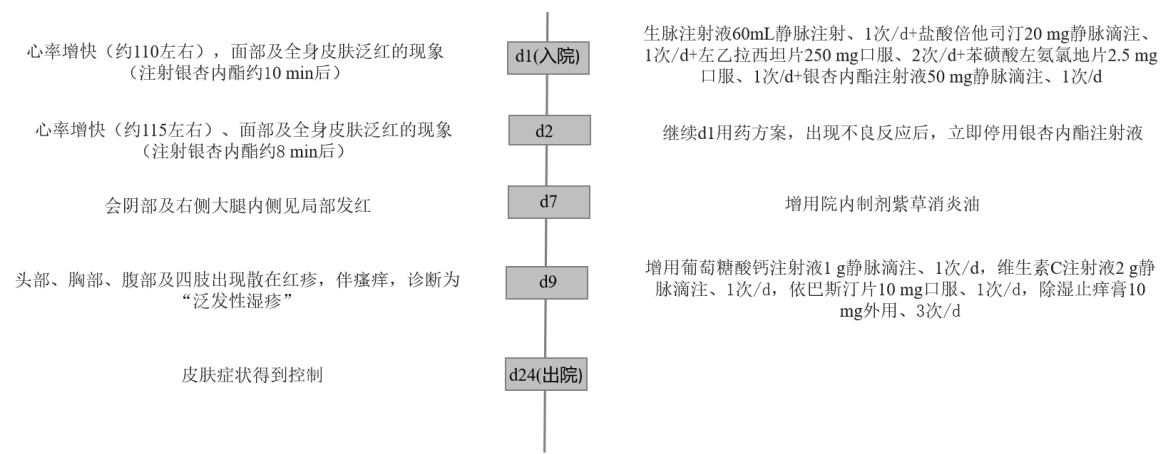 心率增快（约110左右），面部及全身皮肤泛红的现象
（注射银杏内酯约10 min后）
d1(入院)
生脉注射液60mL静脉注射、1次/d+盐酸倍他司汀20 mg静脉滴注、
1次/d+左乙拉西坦片250 mg口服、2次/d+苯磺酸左氨氯地片2.5 mg
口服、1次/d+银杏内酯注射液50 mg静脉滴注、1次/d
心率增快（约115左右）、面部及全身皮肤泛红的现象
（注射银杏内酯约8 min后）
d2
继续d1用药方案，出现不良反应后，立即停用银杏内酯注射液
会阴部及右侧大腿内侧见局部发红
d7
增用院内制剂紫草消炎油
头部、胸部、腹部及四肢出现散在红疹，伴瘙痒，诊断为
“泛发性湿疹”
d9
增用葡萄糖酸钙注射液1 g静脉滴注、1次/d，维生素C注射液2 g静
脉滴注、1次/d，依巴斯汀片10 mg口服、1次/d，除湿止痒膏10
mg外用、3次/d
皮肤症状得到控制
d24(出院)